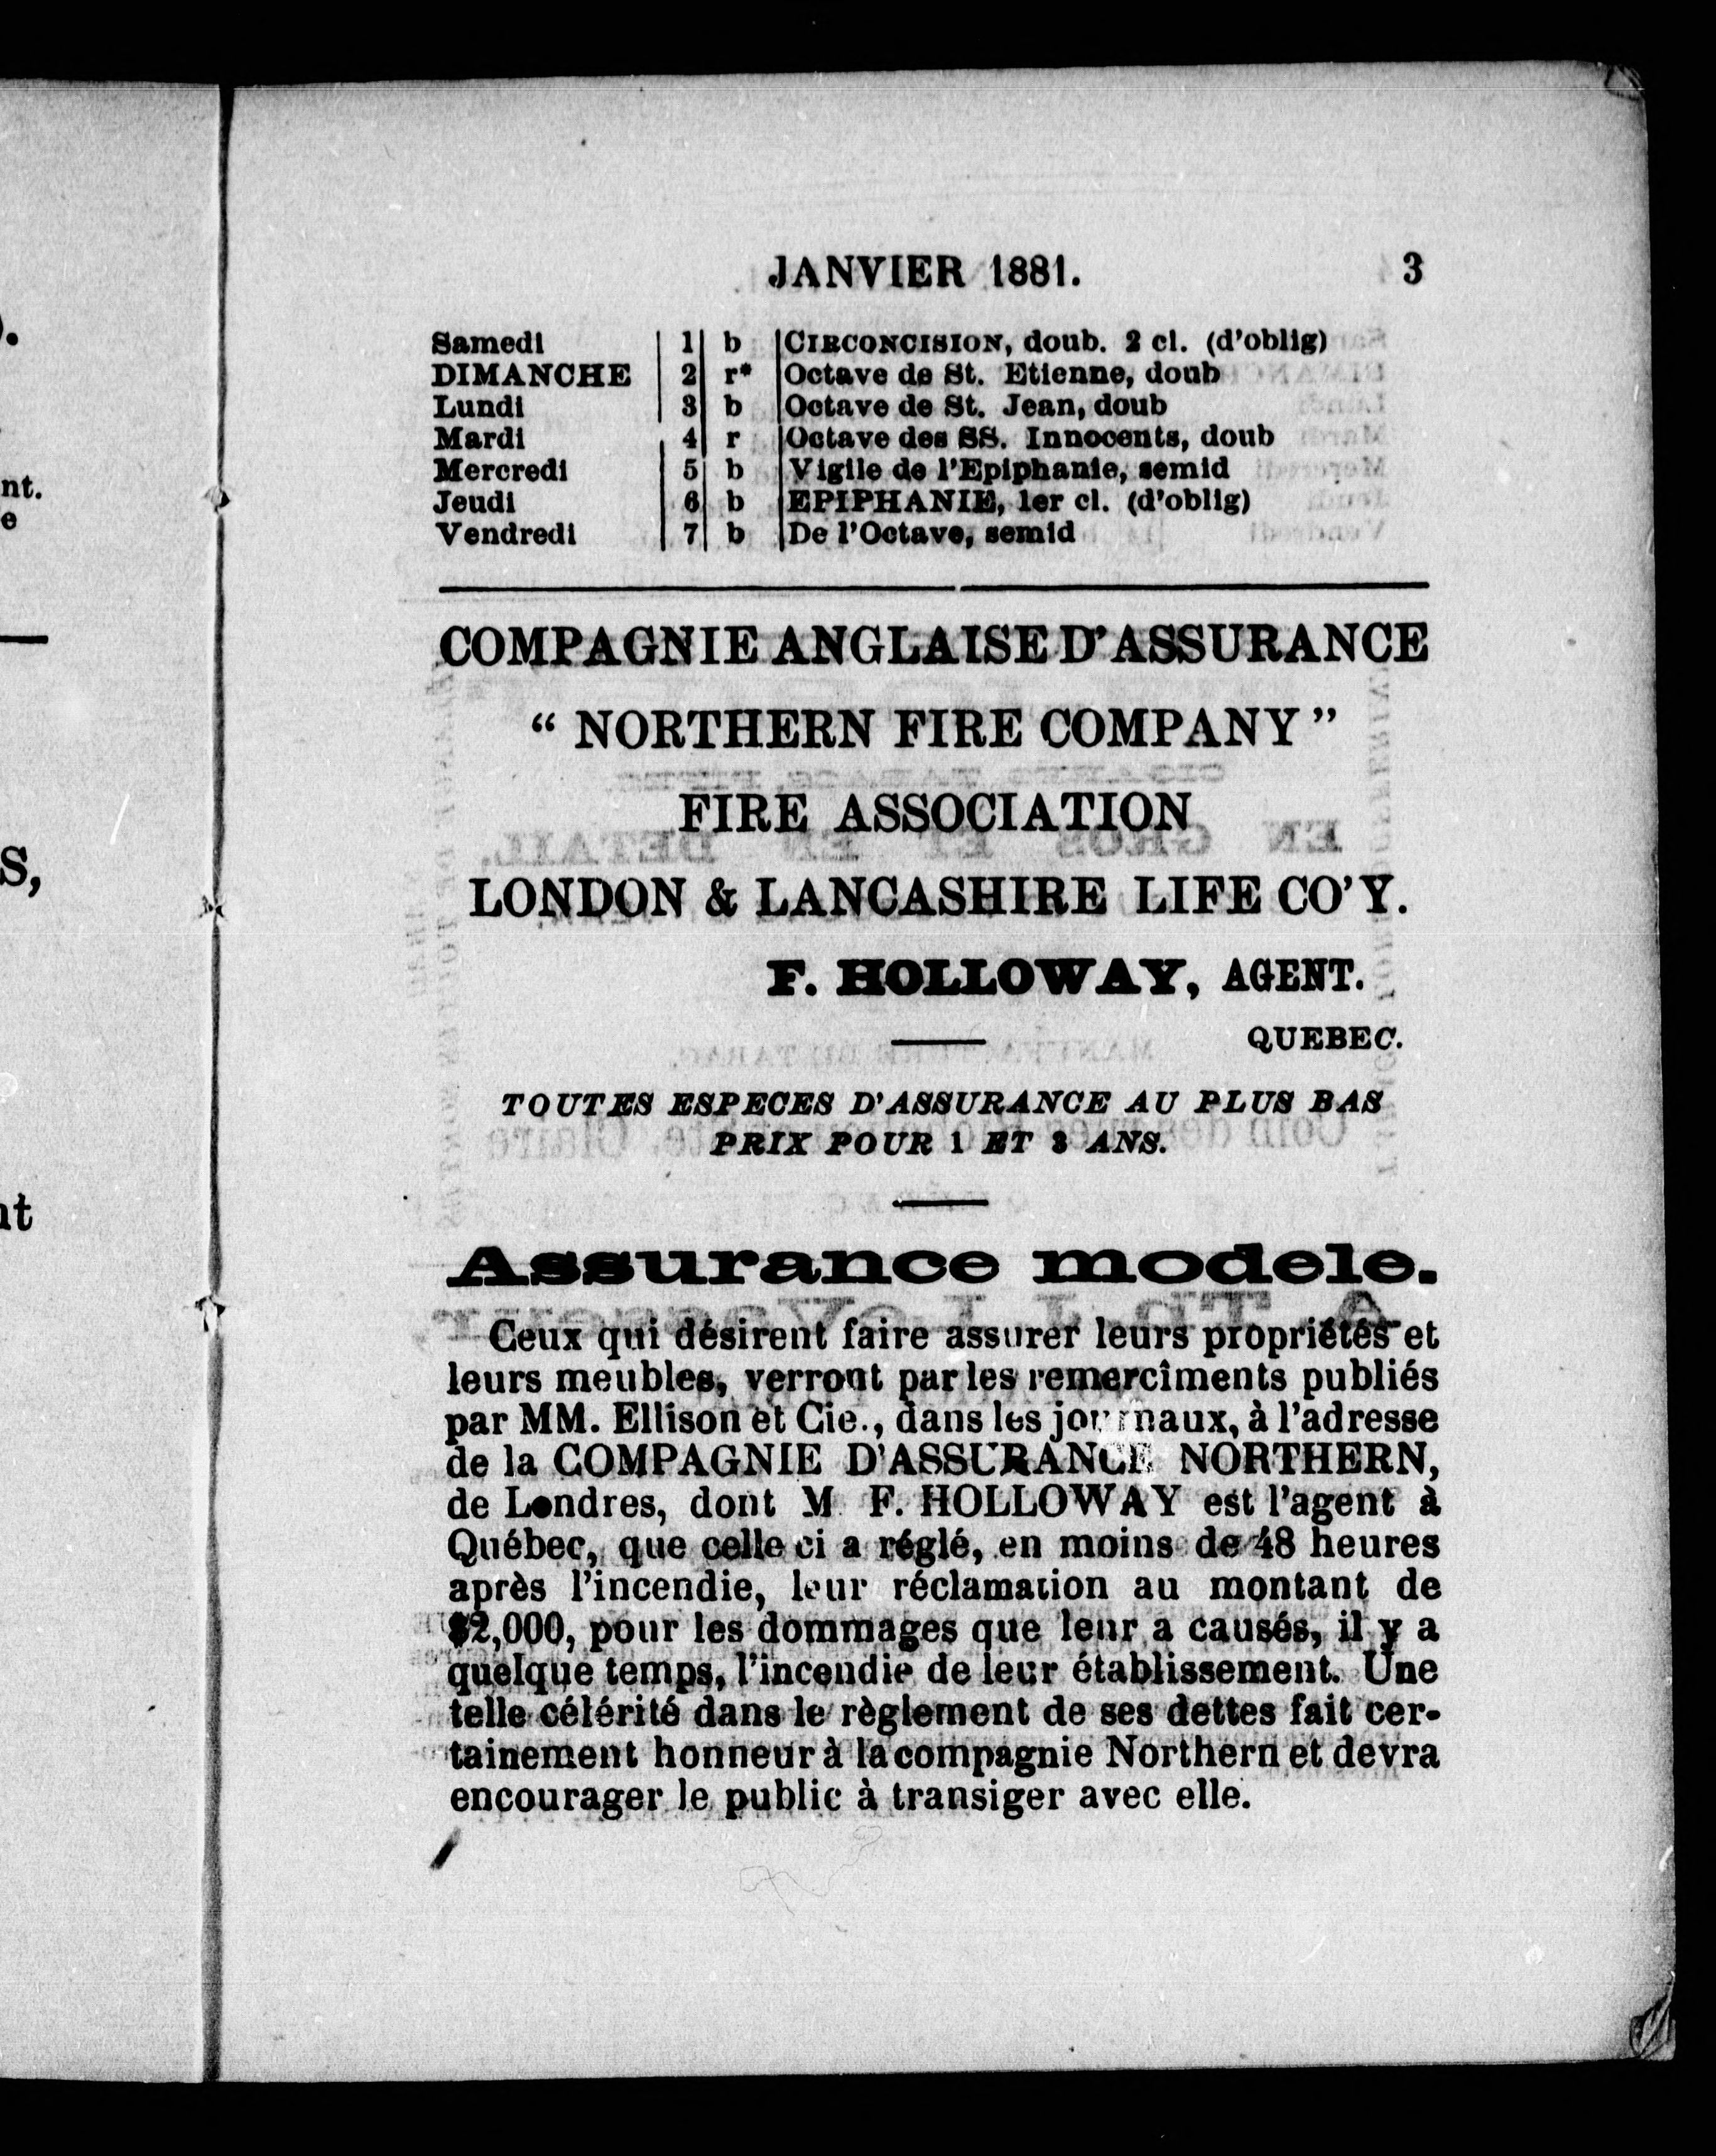 JANVIER 1881. 3
Samedi 1 b CIRCONCISION, doub. 2 cl. (d'oblig)
DIMANCHE 2 r* Octave de St. Etienne, doub
Lundi 3 b Octave de St. Jean, doub
Mardi 4 r Octave des SS. Innocents, doub
Mercredi 5 b Vigile de l'Epiphanie, semid
Jeudi 6 b EPIPHANIE, 1er cl. (d'oblig)
Vendredi 7 b De l'Octave, semid
COMPAGNIE ANGLAISE D'ASSURANCE
" NORTHERN FIRE COMPANY "
FIRE ASSOCIATION
LONDON & LANCASHIRE LIFE CO'Y.
F. HOLLOWAY, AGENT.
QUEBEC.
TOUTES ESPECES D'ASSURANCE AU PLUS BAS
PRIX POUR 1 ET 3 ANS.
Assurance modele.
Ceux qui désirent faire assurer leurs propriétés et
leurs meubles, verront par les remercîments publiés
par MM. Ellison et Cie., dans les journaux, à l'adresse
de la COMPAGNIE D'ASSURANCE NORTHERN,
de Londres, dont M F. HOLLOWAY est l'agent à
Québec, que celle ci a réglé, en moins de 48 heures
après l'incendie, leur réclamation au montant de
$2,000, pour les dommages que leur a causés, il y a
quelque temps, l'incendie de leur établissement. Une
telle célérité dans le règlement de ses dettes fait cer-
tainement honneur à la compagnie Northern et devra
encourager le public à transiger avec elle.